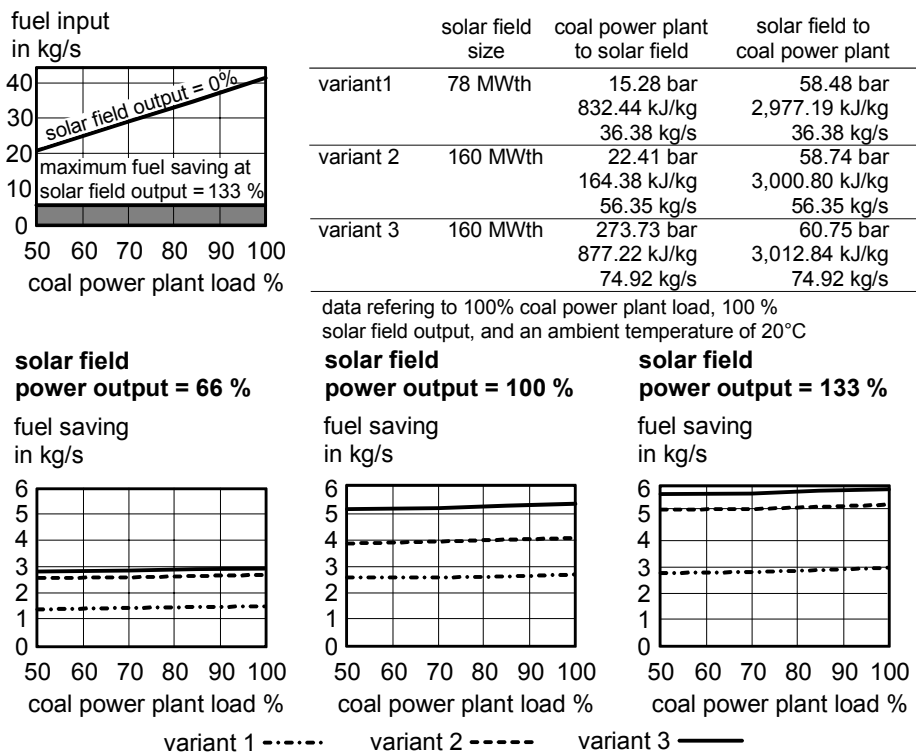 fuel input
in kg/s
40
30
20
10
0
solar field output = 0%
maximum fuel saving at
solar field output = 133 %
50 60 70 80 90 100
coal power plant load %
solar field size coal power plant to solar field solar field to coal power plant
variant1 78 MWth 15.28 bar 58.48 bar
832.44 kJ/kg 2,977.19 kJ/kg
36.38 kg/s 36.38 kg/s
variant 2 160 MWth 22.41 bar 58.74 bar
164.38 kJ/kg 3,000.80 kJ/kg
56.35 kg/s 56.35 kg/s
variant 3 160 MWth 273.73 bar 60.75 bar
877.22 kJ/kg 3,012.84 kJ/kg
74.92 kg/s 74.92 kg/s
data refering to 100% coal power plant load, 100 %
solar field output, and an ambient temperature of 20°C
solar field
power output = 66 %
fuel saving
in kg/s
6
5
4
3
2
1
0
50 60 70 80 90 100
coal power plant load %
solar field
power output = 100 %
fuel saving
in kg/s
6
5
4
3
2
1
0
50 60 70 80 90 100
coal power plant load %
solar field
power output = 133 %
fuel saving
in kg/s
6
5
4
3
2
1
0
50 60 70 80 90 100
coal power plant load %
variant 1 variant 2 variant 3